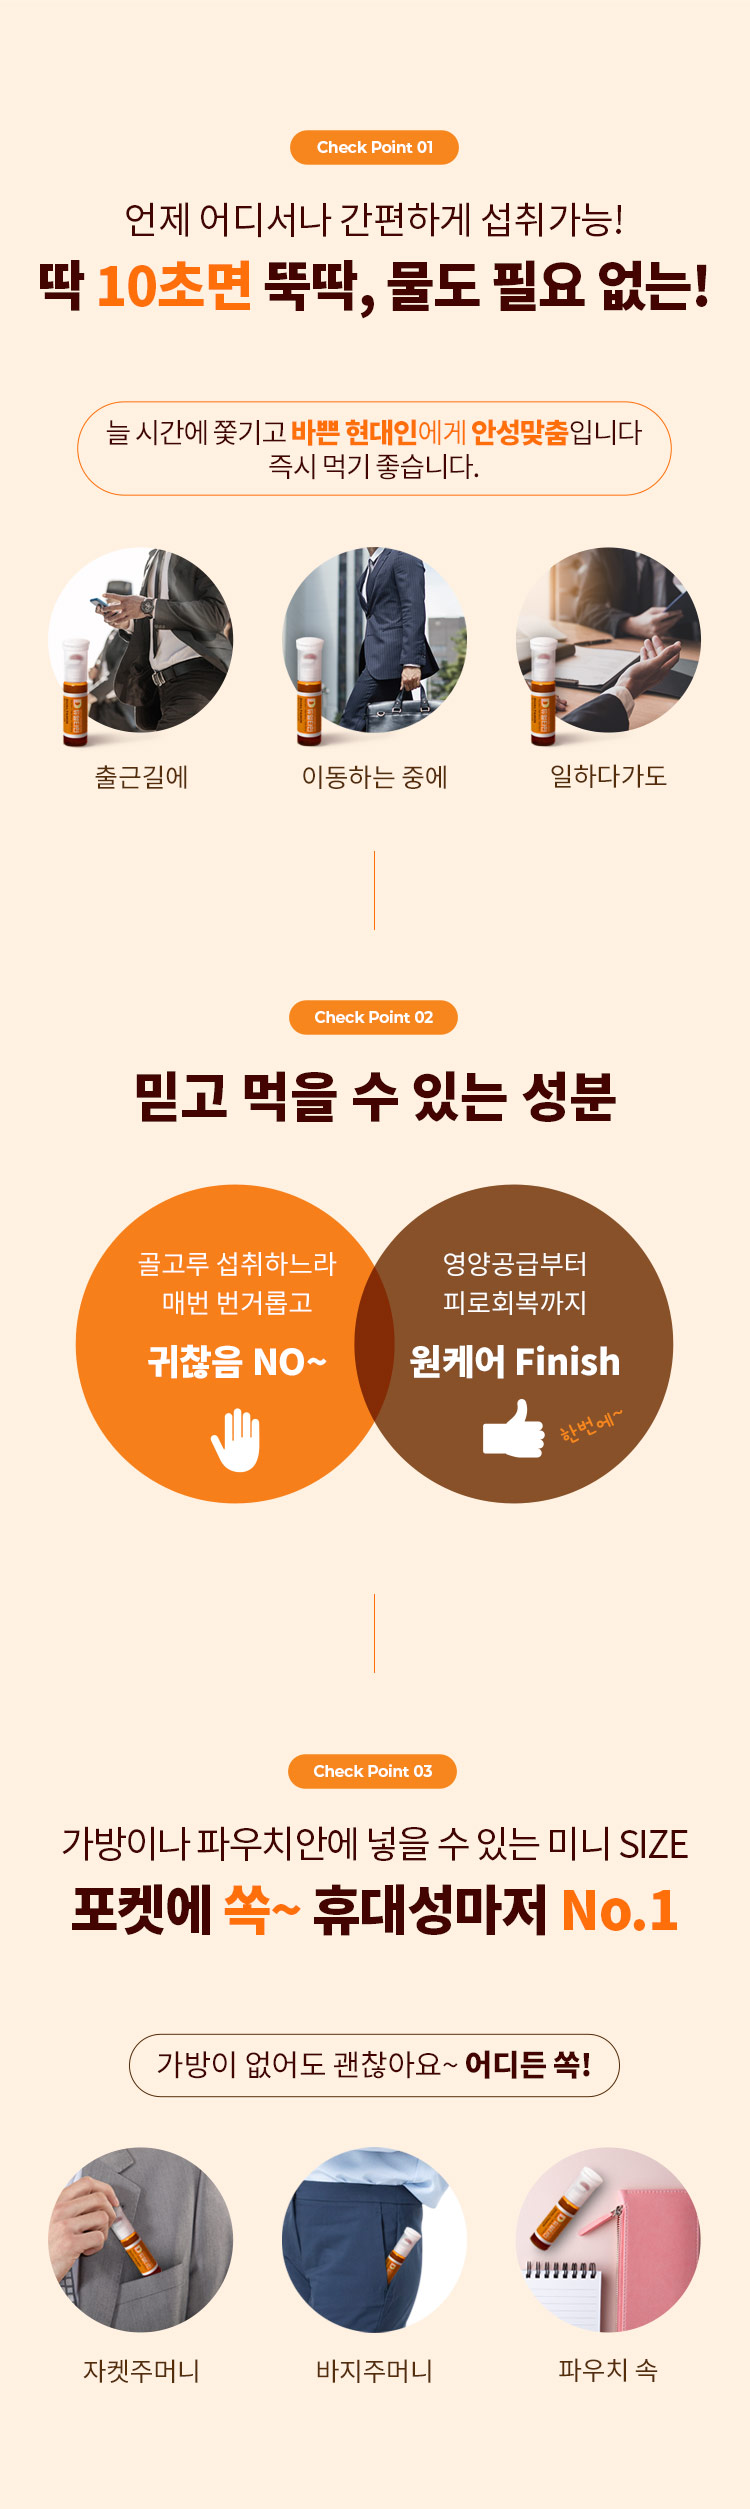 Check Point 01
언제 어디서나 간편하게 섭취가능!
딱 10초면 뚝딱, 물도 필요 없는!
늘 시간에 쫓기고 바쁜 현대인에게 안성맞춤입니다
즉시 먹기 좋습니다.
출근길에
이동하는 중에
일하다가도
Check Point 02
믿고 먹을 수 있는 성분
골고루 섭취하느라
매번 번거롭고
귀찮음 NO~
영양공급부터
피로회복까지
원케어 Finish
한번에~
Check Point 03
가방이나 파우치안에 넣을 수 있는 미니 SIZE
포켓에 쏙~ 휴대성마저 No.1
가방이 없어도 괜찮아요~ 어디든 쏙!
자켓주머니
바지주머니
파우치 속